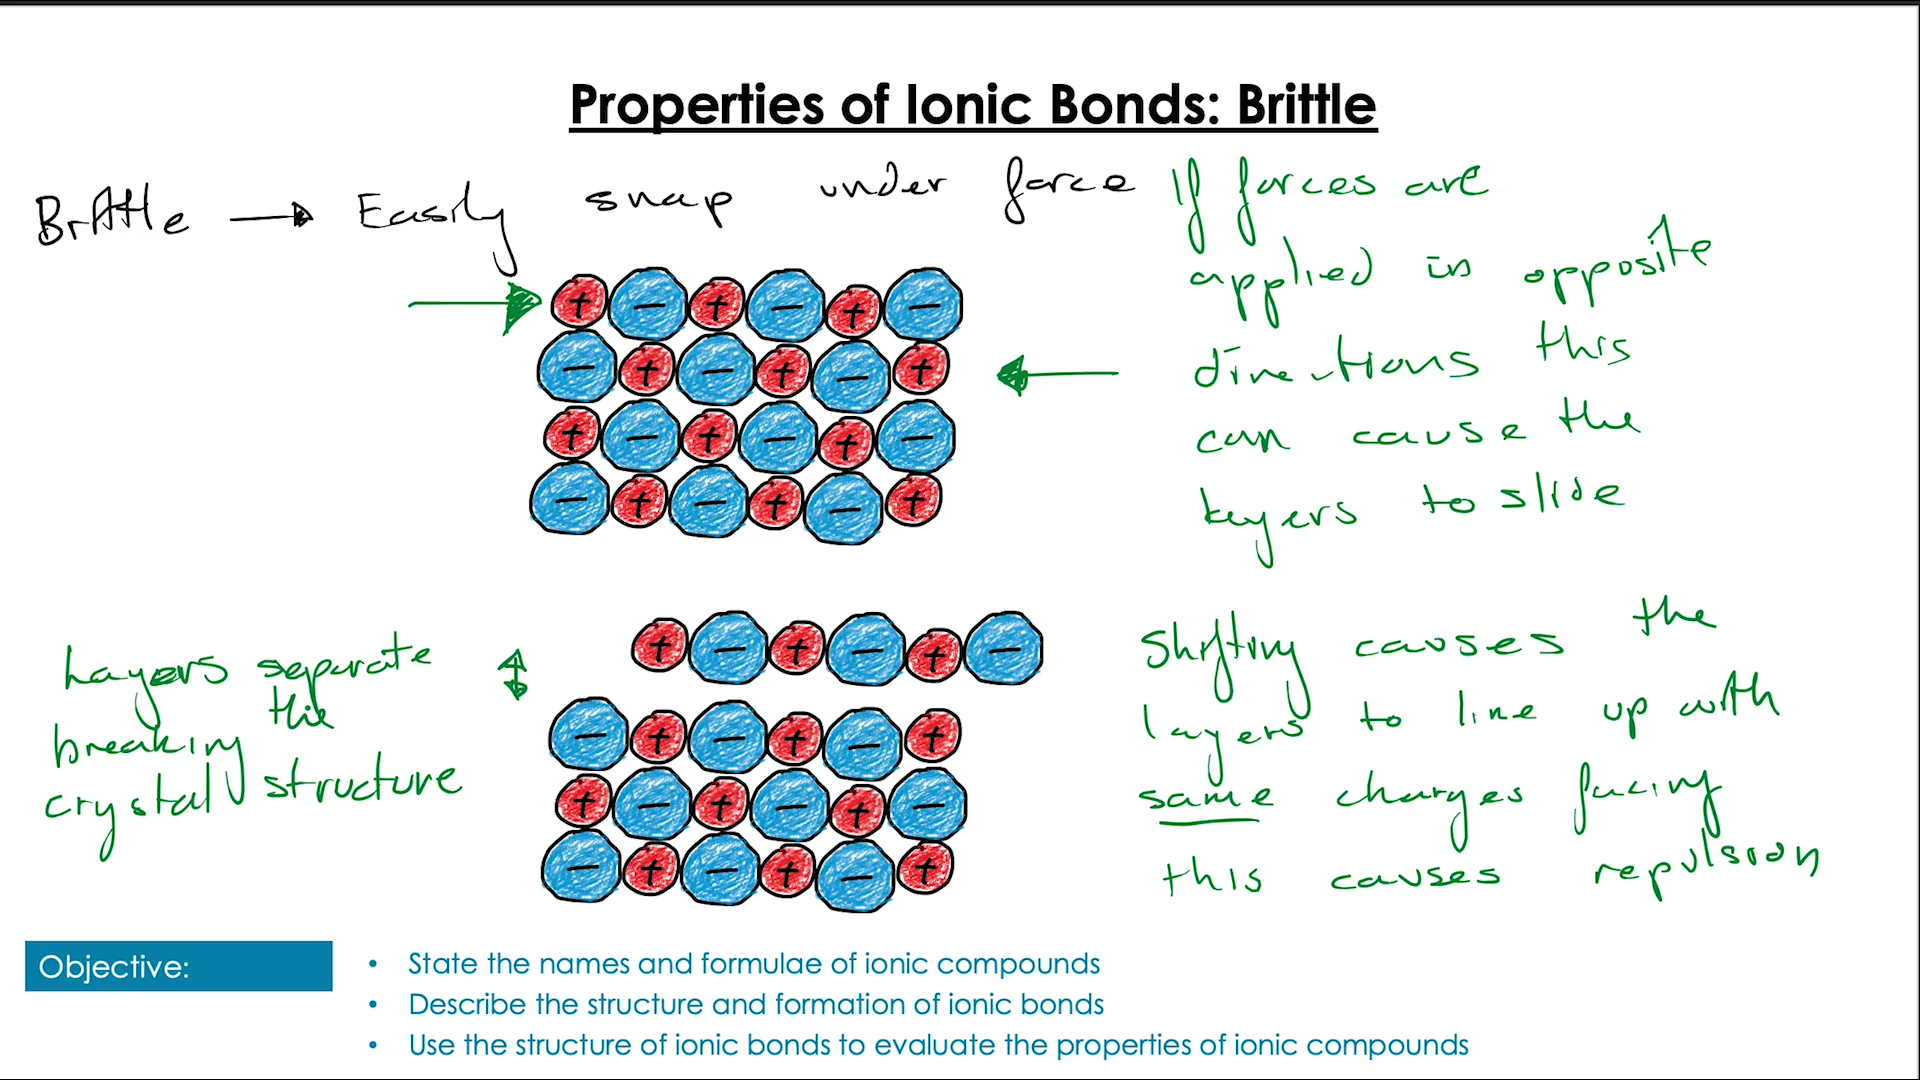 Properties of Ionic Bonds: Brittle
Brittle → Easily snap under force
If forces are
applied in opposite
directions this
can cause the
layers to slide
+ − + − + −
− + − + − +
+ − + − + −
− + − + − +
Layers separate
the
breaking
crystal structure
+ − + − + −
− + − + − +
+ − + − + −
− + − + − +
Shifting causes the
layers to line up with
same charges facing
this causes repulsion
Objective:
• State the names and formulae of ionic compounds
• Describe the structure and formation of ionic bonds
• Use the structure of ionic bonds to evaluate the properties of ionic compounds